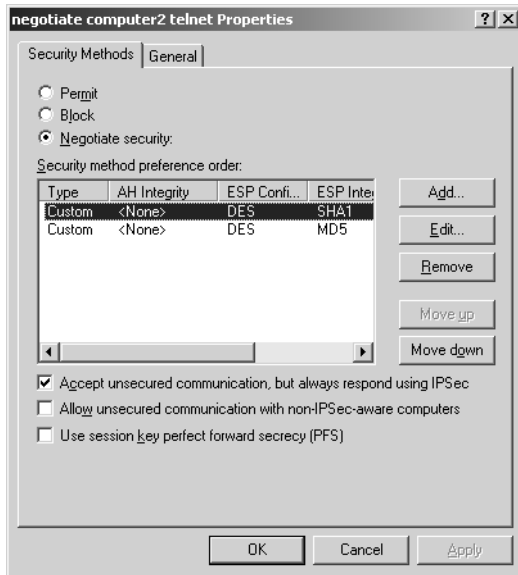 negotiate computer2 telnet Properties
Security Methods General
Permit
Block
Negotiate security:
Security method preference order:
Type AH Integrity ESP Confi... ESP Inte
Custom <None> DES SHA1
Custom <None> DES MD5
Add...
Edit...
Remove
Move up
Move down
Accept unsecured communication, but always respond using IPSec
Allow unsecured communication with non-IPSec-aware computers
Use session key perfect forward secrecy (PFS)
OK Cancel Apply